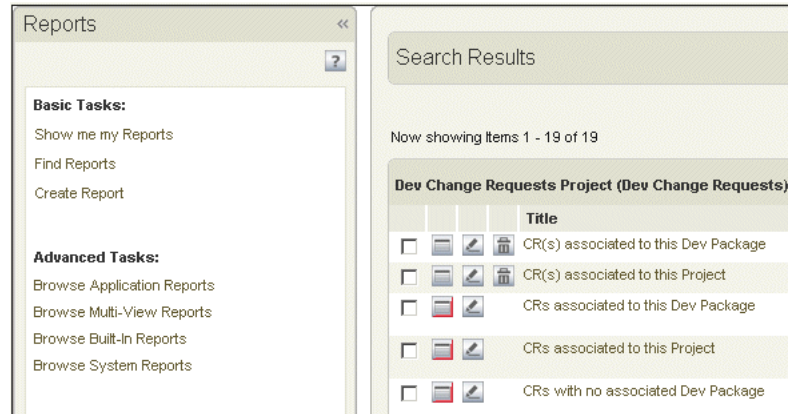 Reports «
?
Basic Tasks:
Show me my Reports
Find Reports
Create Report
Advanced Tasks:
Browse Application Reports
Browse Multi-View Reports
Browse Built-In Reports
Browse System Reports
Search Results
Now showing Items 1 - 19 of 19
Dev Change Requests Project (Dev Change Requests)
Title
CR(s) associated to this Dev Package
CR(s) associated to this Project
CRs associated to this Dev Package
CRs associated to this Project
CRs with no associated Dev Package